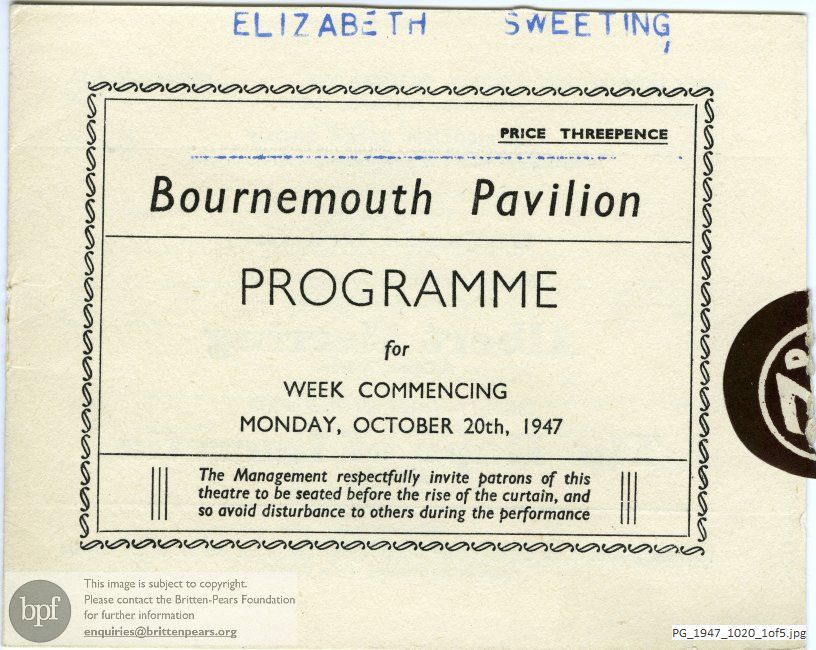 ELIZABETH SWEETING,
PRICE THREEPENCE
Bournemouth Pavilion
PROGRAMME
for
WEEK COMMENCING
MONDAY, OCTOBER 20th, 1947
The Management respectfully invite patrons of this
theatre to be seated before the rise of the curtain, and
so avoid disturbance to others during the performance
bpf
This image is subject to copyright.
Please contact the Britten-Pears Foundation
for further information
enquiries@brittenpears.org
PG_1947_1020_1of5.jpg